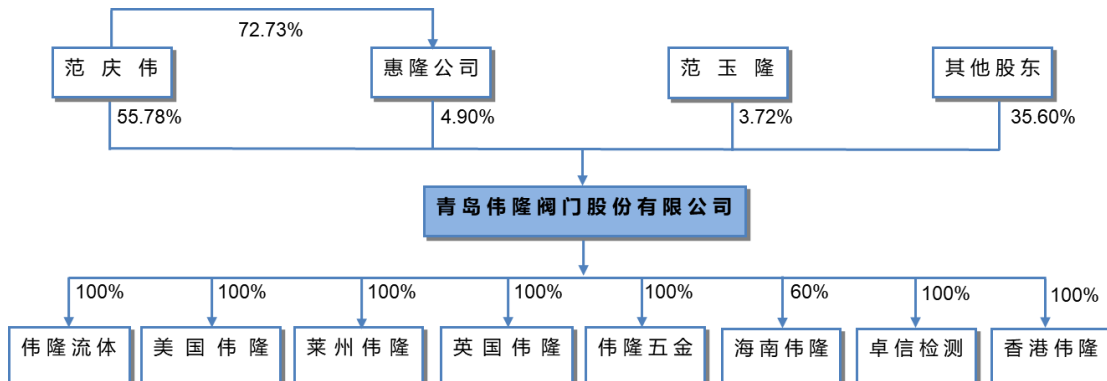 72.73%
范庆伟
惠隆公司
范玉隆
其他股东
55.78%
4.90%
3.72%
35.60%
青岛伟隆阀门股份有限公司
100%
100%
100%
100%
100%
60%
100%
100%
伟隆流体
美国伟隆
莱州伟隆
英国伟隆
伟隆五金
海南伟隆
卓信检测
香港伟隆